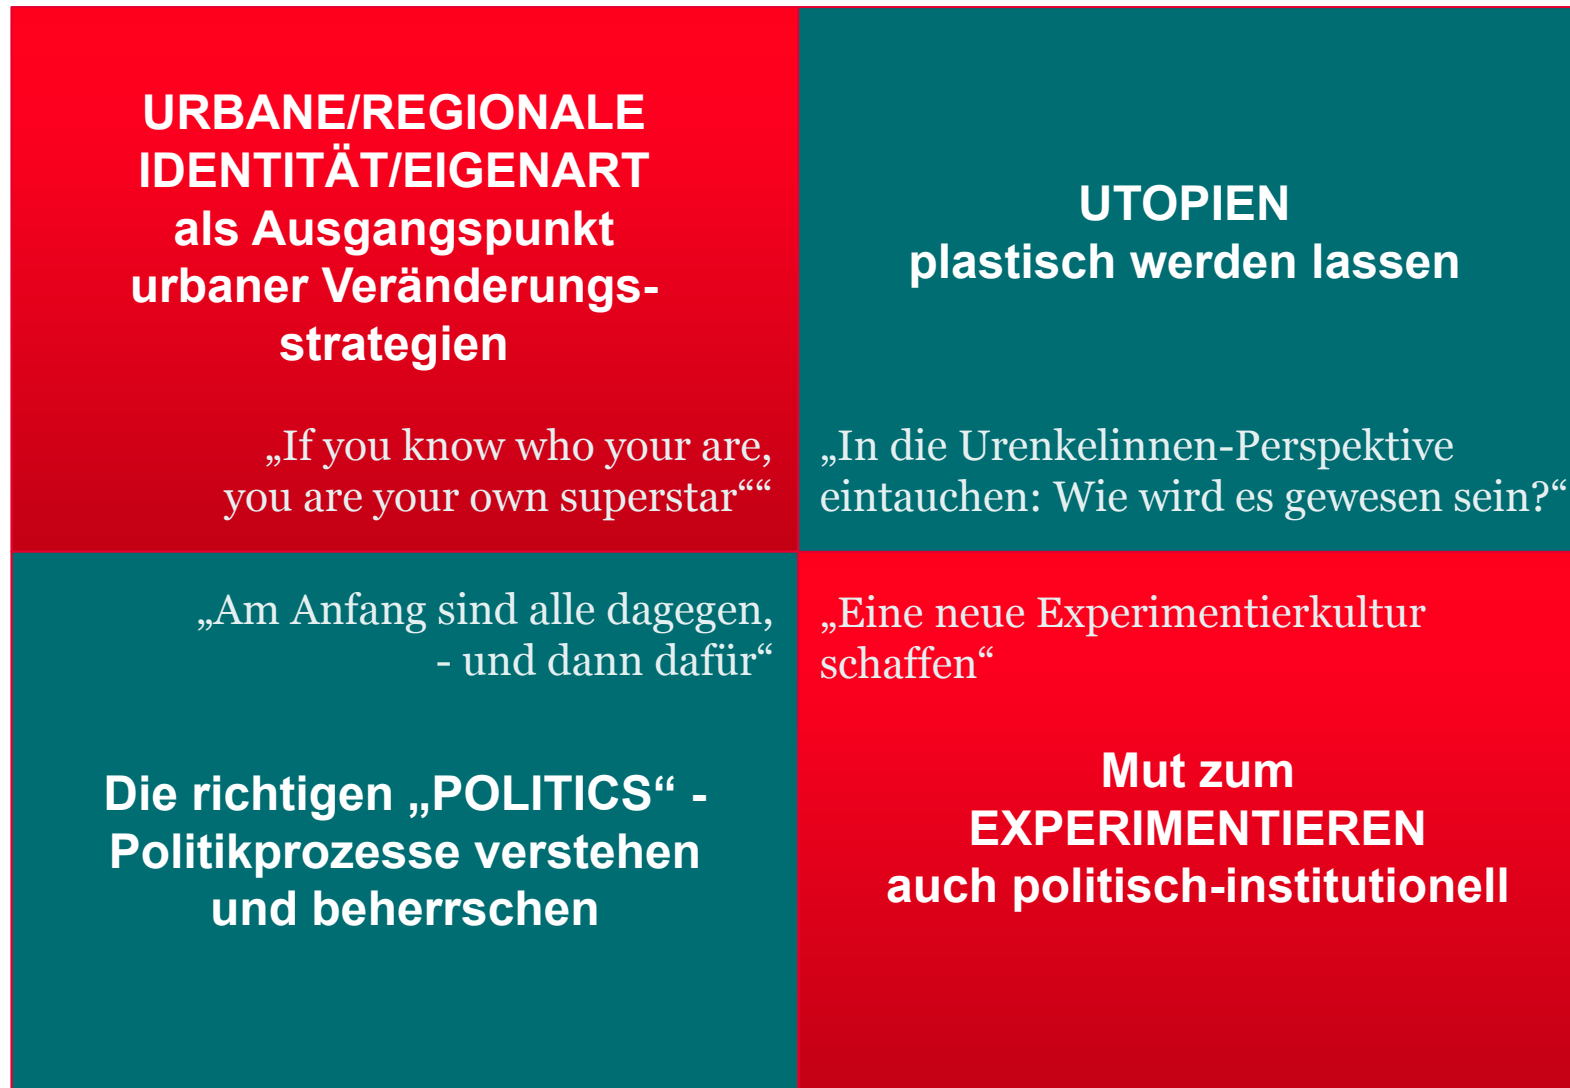 URBANE/REGIONALE
IDENTITÄT/EIGENART
als Ausgangspunkt
urbaner Veränderungs-
strategien
„If you know who your are,
you are your own superstar““
UTOPIEN
plastisch werden lassen
„In die Urenkelinnen-Perspektive
eintauchen: Wie wird es gewesen sein?“
„Am Anfang sind alle dagegen,
- und dann dafür“
Die richtigen „POLITICS“ -
Politikprozesse verstehen
und beherrschen
„Eine neue Experimentierkultur
schaffen“
Mut zum
EXPERIMENTIEREN
auch politisch-institutionell